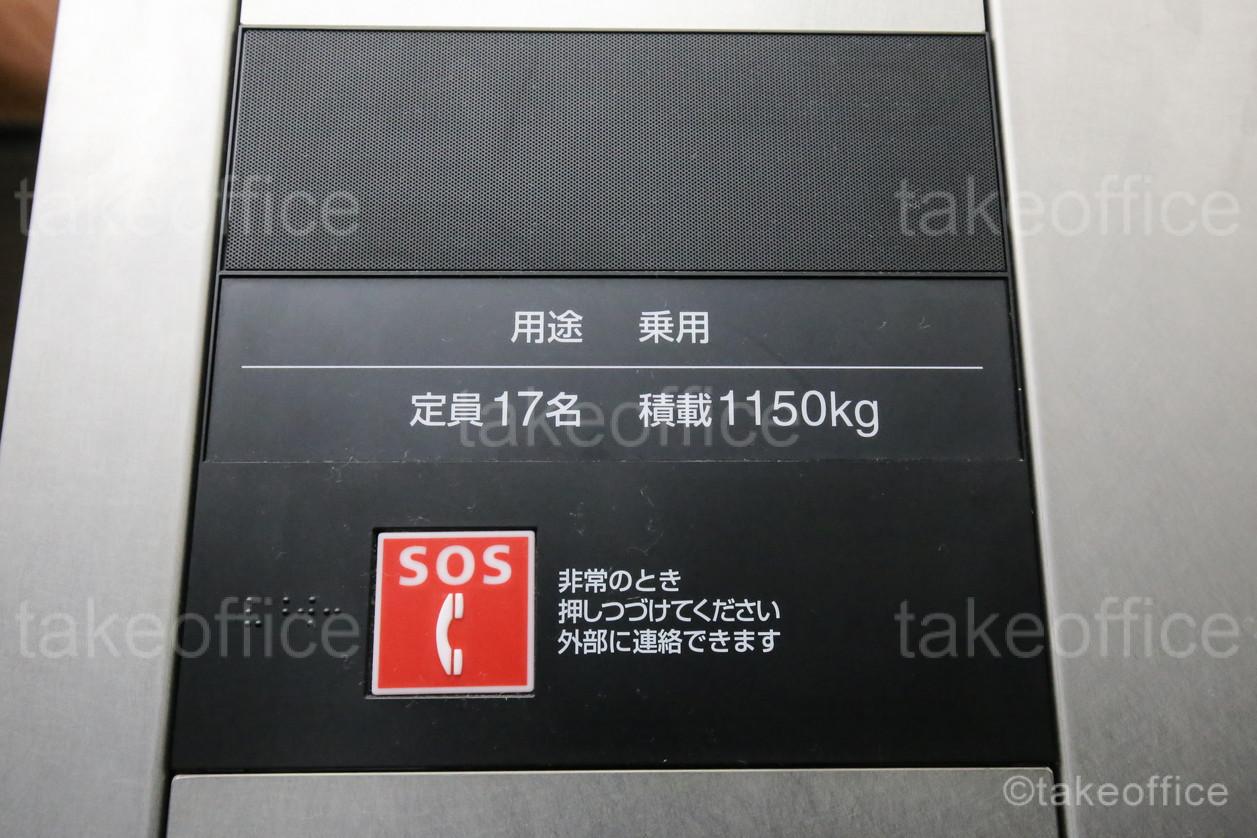 takeoffice takeoffice
用途 乗用
定員17名 積載1150kg
takeoffice
SOS
非常のとき
押しつづけてください
外部に連絡できます
takeoffice takeoffice
©takeoffice